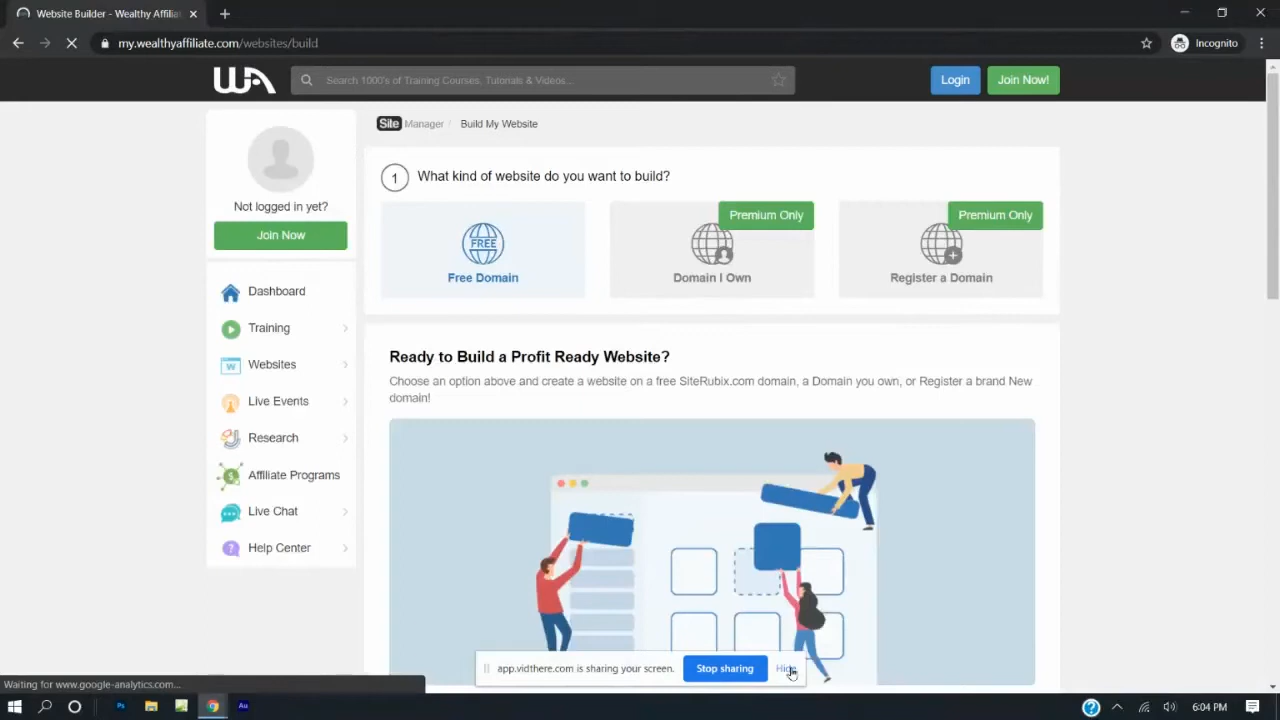 Website Builder - Wealthy Affilia
my.wealthyaffiliate.com/websites/build
Incognito
WA
Search 1000's of Training Courses, Tutorials & Videos...
Login
Join Now!
Not logged in yet?
Join Now
Dashboard
Training
Websites
Live Events
Research
Affiliate Programs
Live Chat
Help Center
Site Manager / Build My Website
1 What kind of website do you want to build?
FREE
Free Domain
Premium Only
Domain I Own
Premium Only
Register a Domain
Ready to Build a Profit Ready Website?
Choose an option above and create a website on a free SiteRubix.com domain, a Domain you own, or Register a brand New
domain!
app.vidthere.com is sharing your screen.
Stop sharing
Hide
Waiting for www.google-analytics.com...
Ps
Au
6:04 PM